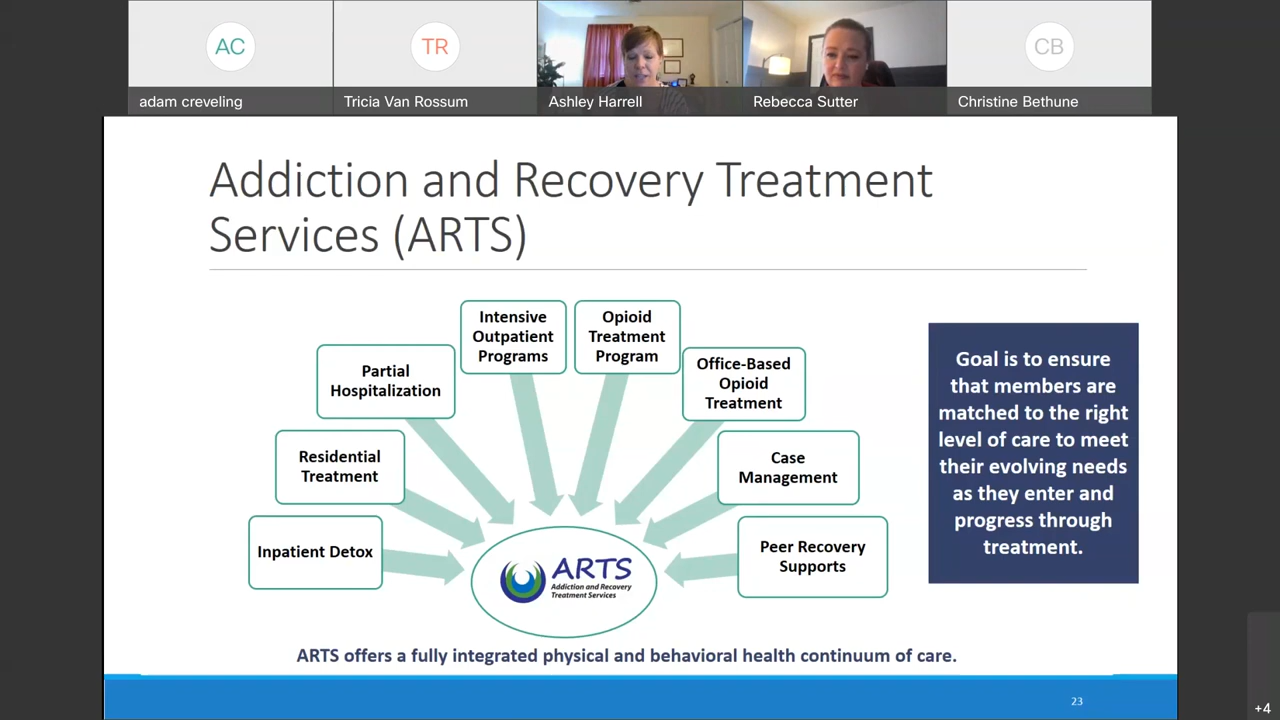 AC
TR
CB
adam creveling
Tricia Van Rossum
Ashley Harrell
Rebecca Sutter
Christine Bethune
Addiction and Recovery Treatment
Services (ARTS)
Intensive
Outpatient
Programs
Opioid
Treatment
Program
Partial
Hospitalization
Office-Based
Opioid
Treatment
Residential
Treatment
Case
Management
Inpatient Detox
Peer Recovery
Supports
ARTS
Addiction and Recovery
Treatment Services
Goal is to ensure
that members are
matched to the right
level of care to meet
their evolving needs
as they enter and
progress through
treatment.
ARTS offers a fully integrated physical and behavioral health continuum of care.
23
+4